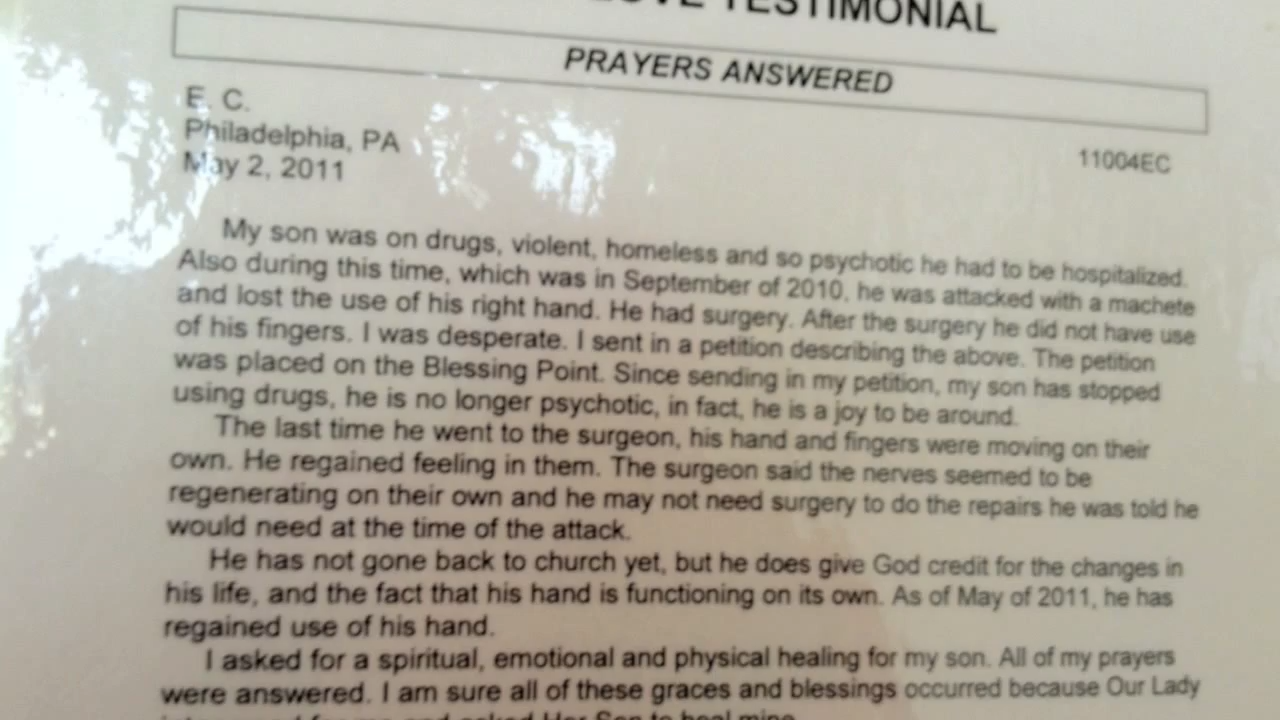 LOVE TESTIMONIAL
PRAYERS ANSWERED
E. C.
Philadelphia, PA
11004EC
May 2, 2011
My son was on drugs, violent, homeless and so psychotic he had to be hospitalized.
Also during this time, which was in September of 2010, he was attacked with a machete
and lost the use of his right hand. He had surgery. After the surgery he did not have use
of his fingers. I was desperate. I sent in a petition describing the above. The petition
was placed on the Blessing Point. Since sending in my petition, my son has stopped
using drugs, he is no longer psychotic, in fact, he is a joy to be around.
The last time he went to the surgeon, his hand and fingers were moving on their
own. He regained feeling in them. The surgeon said the nerves seemed to be
regenerating on their own and he may not need surgery to do the repairs he was told he
would need at the time of the attack.
He has not gone back to church yet, but he does give God credit for the changes in
his life, and the fact that his hand is functioning on its own. As of May of 2011, he has
regained use of his hand.
I asked for a spiritual, emotional and physical healing for my son. All of my prayers
were answered. I am sure all of these graces and blessings occurred because Our Lady
for me and asked Her Son to heal mine.